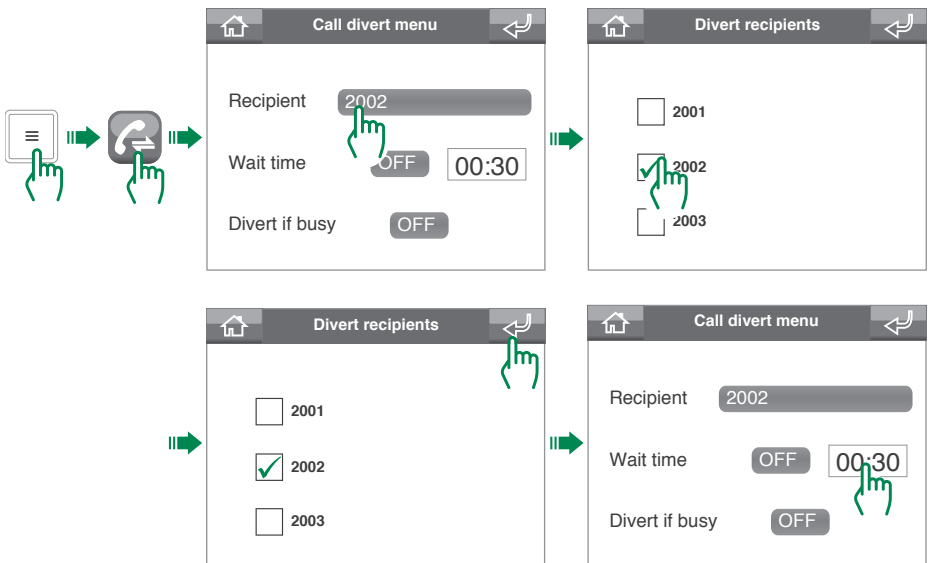 Call divert menu
Recipient 2002
Wait time OFF 00:30
Divert if busy OFF
Divert recipients
2001
2002
2003
Divert recipients
2001
2002
2003
Call divert menu
Recipient 2002
Wait time OFF 00:30
Divert if busy OFF